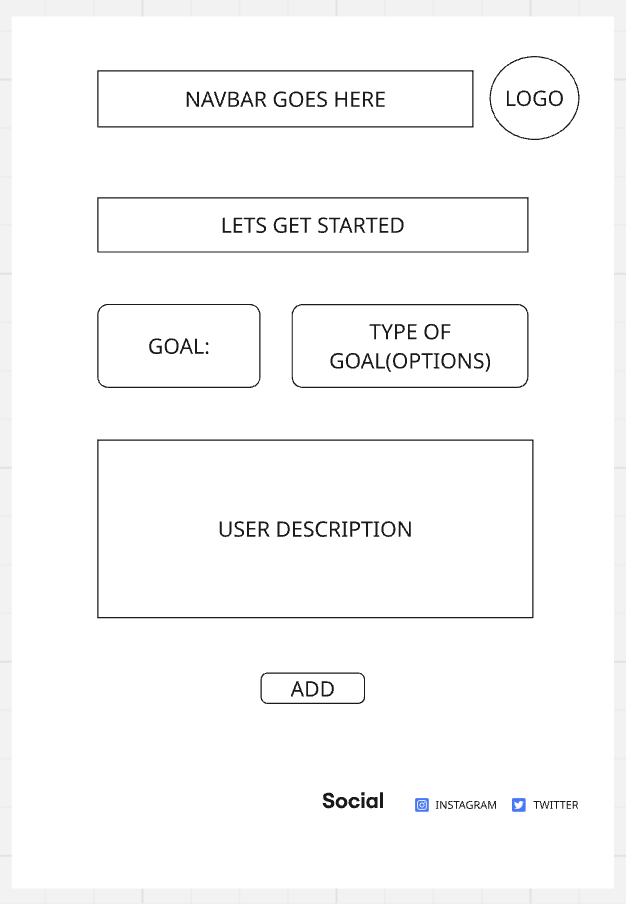 NAVBAR GOES HERE
LOGO
LETS GET STARTED
GOAL:
TYPE OF
GOAL(OPTIONS)
USER DESCRIPTION
ADD
Social
INSTAGRAM
TWITTER